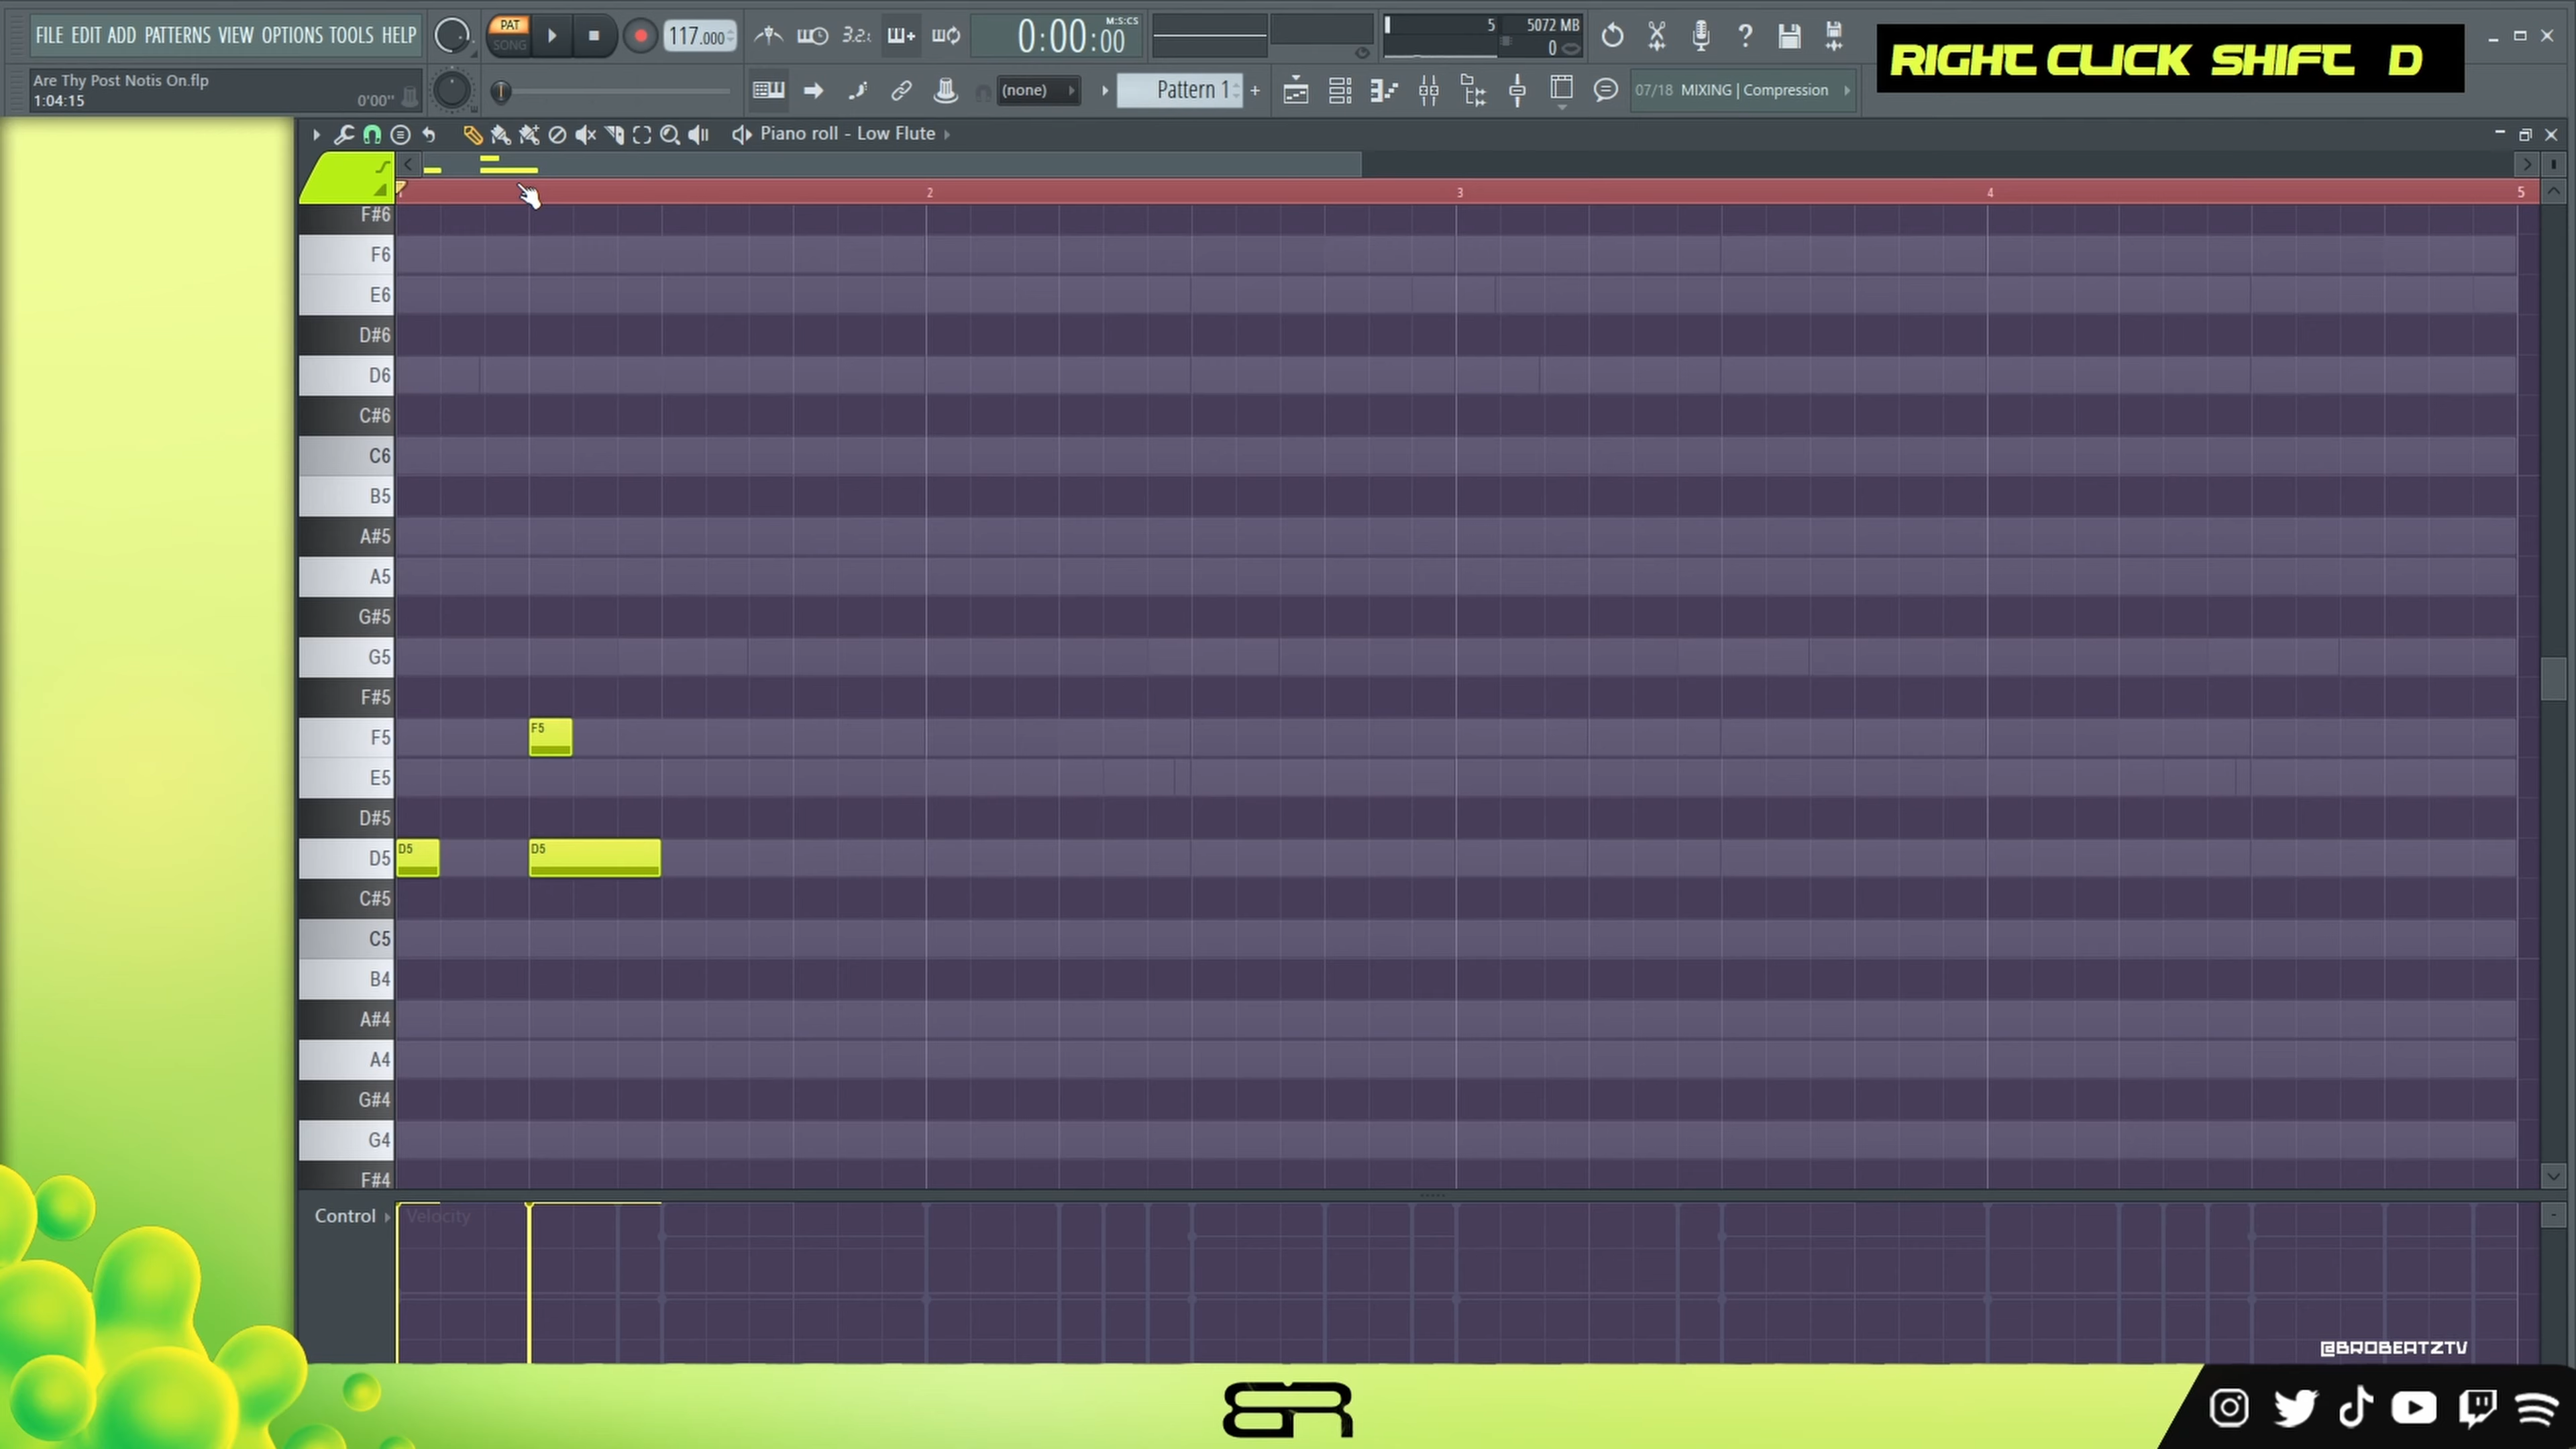 FILE EDIT ADD PATTERNS VIEW OPTIONS TOOLS HELP
PAT
SONG
117.000
3.2.:
0:00:00
M:S:CS
5
5072 MB
0
RIGHT CLICK SHIFT D
Are Thy Post Notis On.flp
1:04:15
0'00"
(none)
Pattern 1
+
07/18 MIXING | Compression
Piano roll - Low Flute
2
3
4
5
F#6
F6
E6
D#6
D6
C#6
C6
B5
A#5
A5
G#5
G5
F#5
F5
F5
E5
D#5
D5
D5
D5
C#5
C5
B4
A#4
A4
G#4
G4
F#4
Control
Velocity
@BROBEATZTV
BR